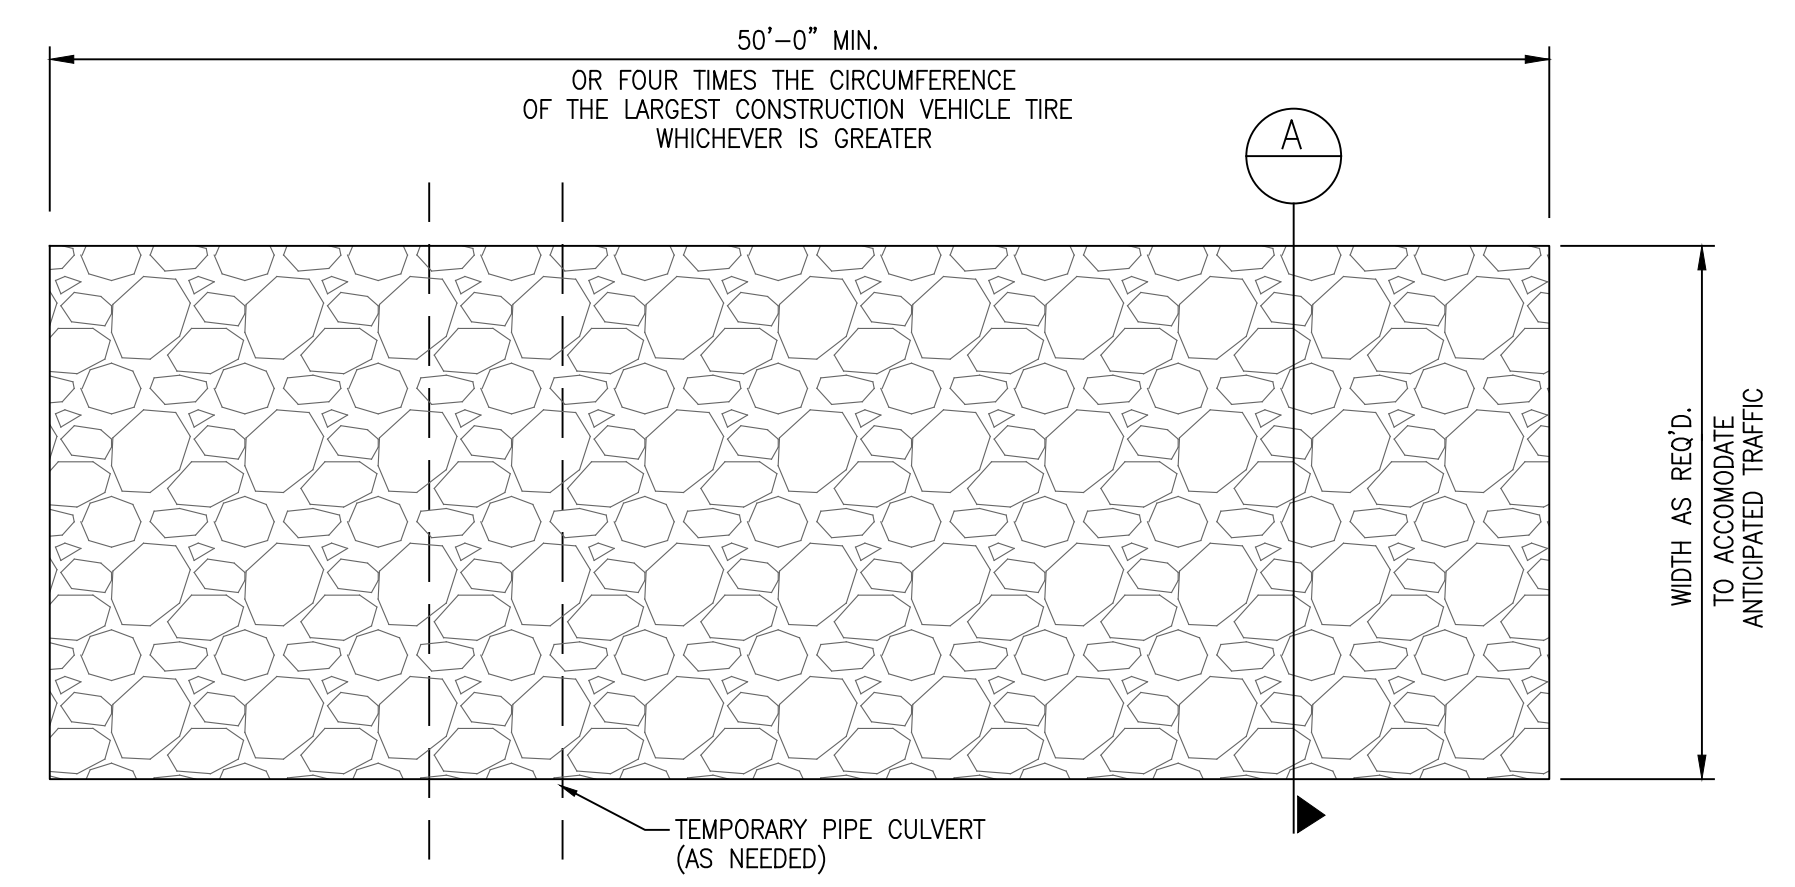 50'-0" MIN.
OR FOUR TIMES THE CIRCUMFERENCE
OF THE LARGEST CONSTRUCTION VEHICLE TIRE
WHICHEVER IS GREATER
A
WIDTH AS REQ'D.
TO ACCOMODATE
ANTICIPATED TRAFFIC
TEMPORARY PIPE CULVERT
(AS NEEDED)